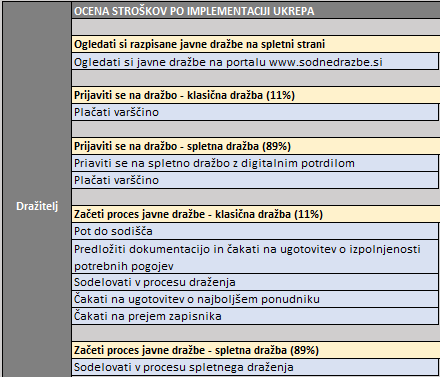 OCENA STROŠKOV PO IMPLEMENTACIJI UKREPA
Ogledati si razpisane javne dražbe na spletni strani
Ogledati si javne dražbe na portalu www.sodnedrazbe.si
Prijaviti se na dražbo - klasična dražba (11%)
Plačati varščino
Prijaviti se na dražbo - spletna dražba (89%)
Priaviti se na spletno dražbo z digitalnim potrdilom
Plačati varščino
Dražitelj
Začeti proces javne dražbe - klasična dražba (11%)
Pot do sodišča
Predložiti dokumentacijo in čakati na ugotovitev o izpolnjenosti
potrebnih pogojev
Sodelovati v procesu draženja
Čakati na ugotovitev o najboljšem ponudniku
Čakati na prejem zapisnika
Začeti proces javne dražbe - spletna dražba (89%)
Sodelovati v procesu spletnega draženja